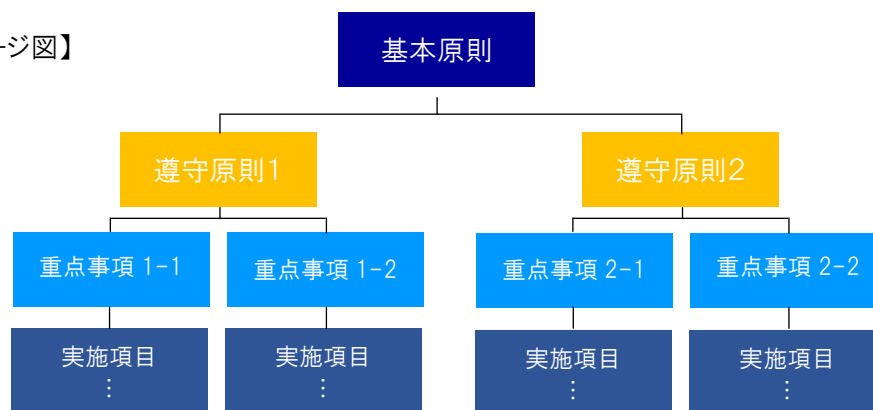 ージ図】
基本原則
遵守原則1
遵守原則2
重点事項 1-1
重点事項 1-2
重点事項 2-1
重点事項 2-2
実施項目
⋮
実施項目
⋮
実施項目
⋮
実施項目
⋮